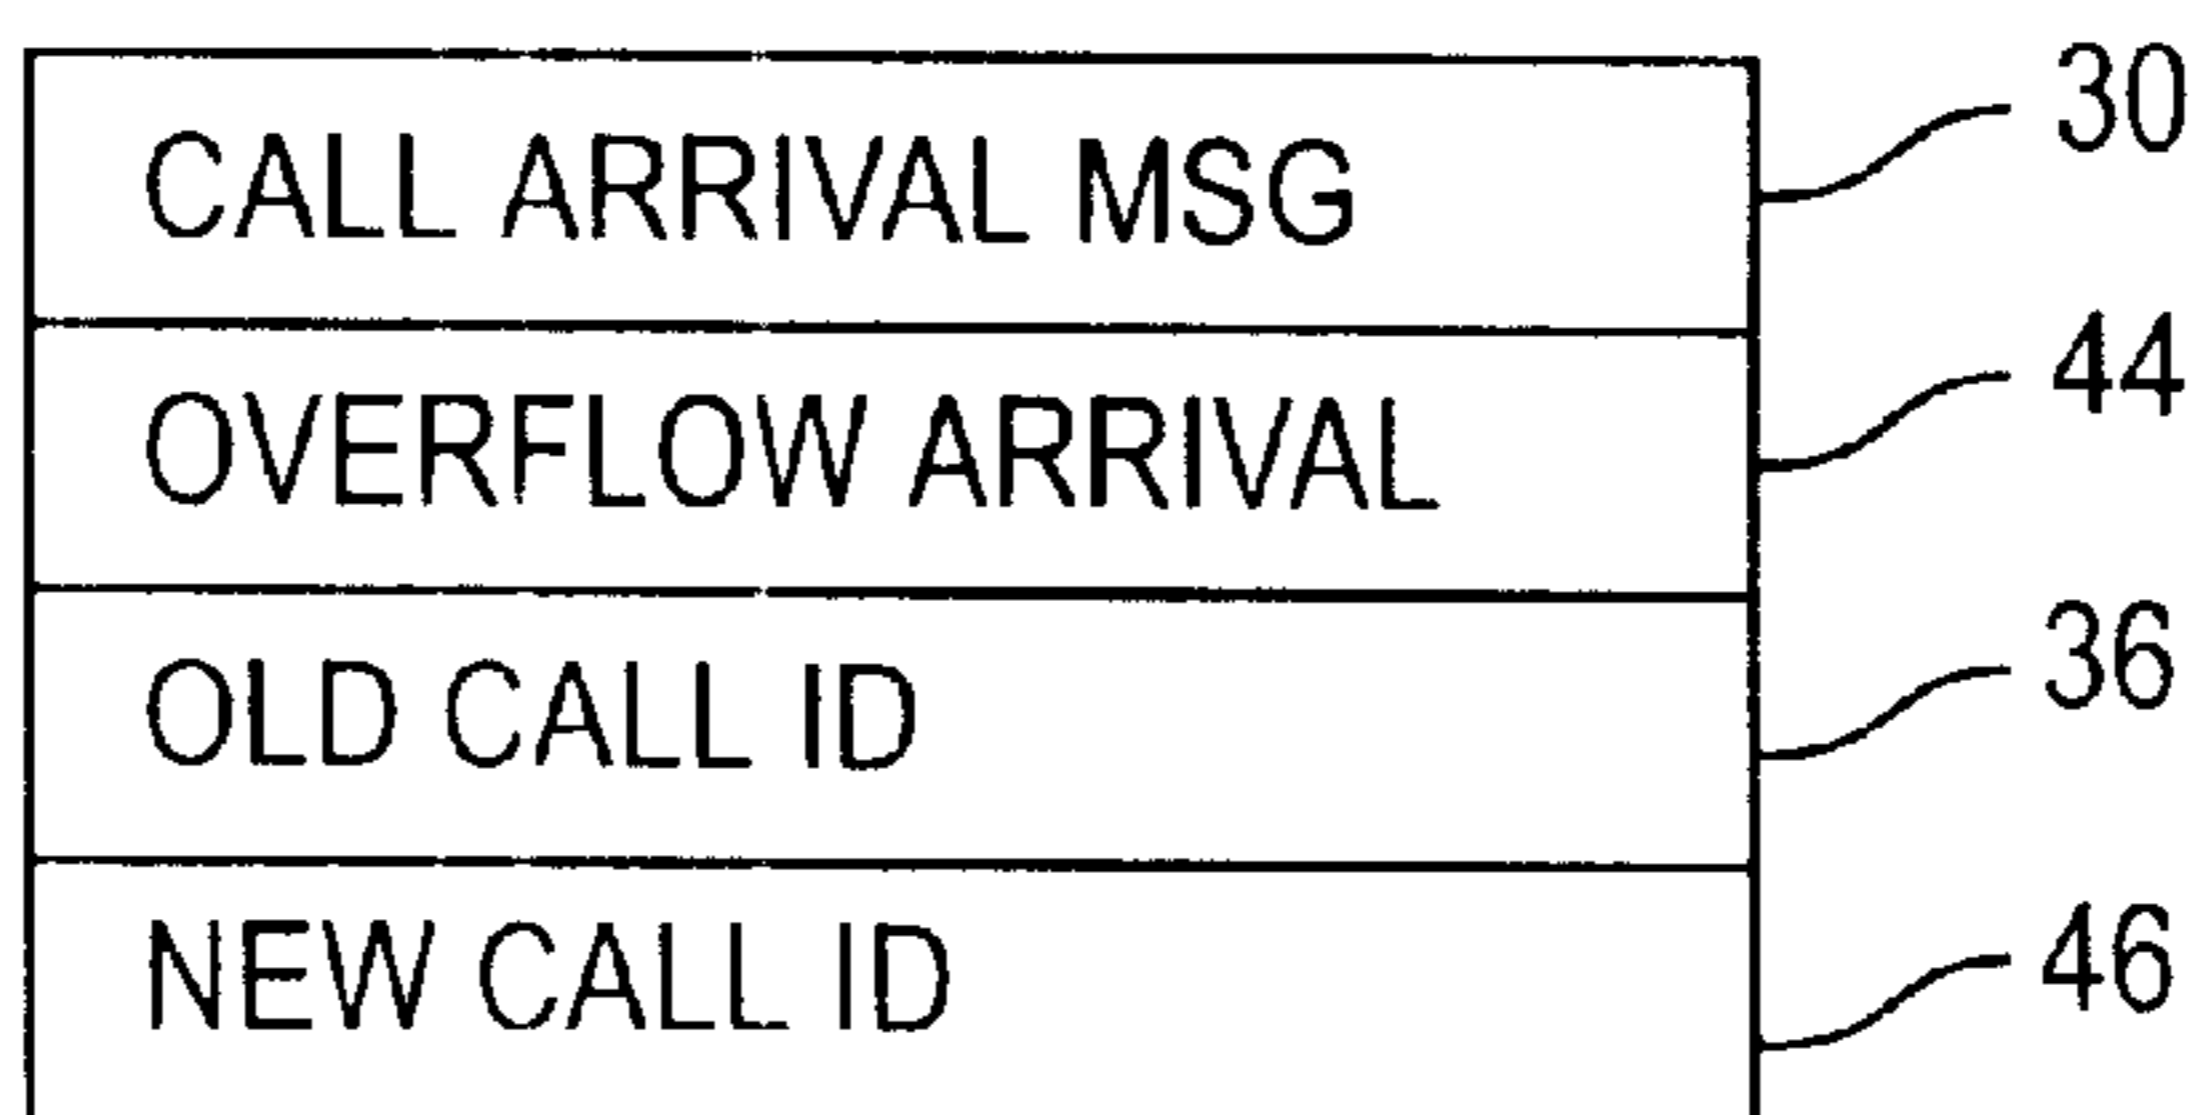 CALL ARRIVAL MSG 30
OVERFLOW ARRIVAL 44
OLD CALL ID 36
NEW CALL ID 46